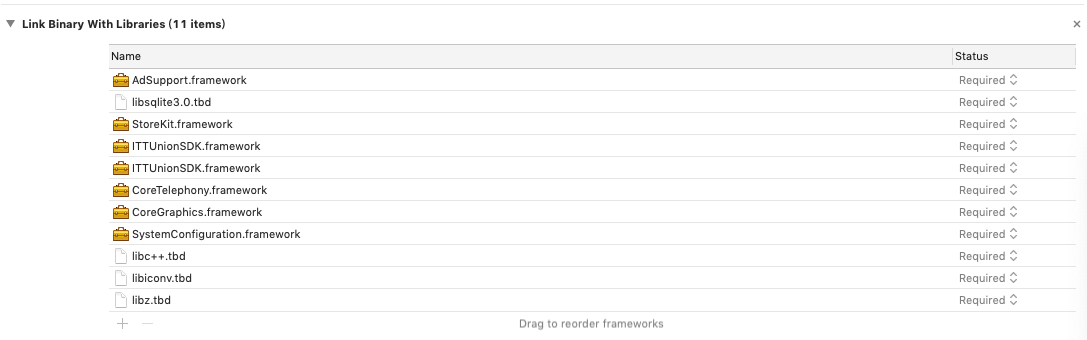 Link Binary With Libraries (11 items)
Name Status
AdSupport.framework Required
libsqlite3.0.tbd Required
StoreKit.framework Required
ITTUnionSDK.framework Required
ITTUnionSDK.framework Required
CoreTelephony.framework Required
CoreGraphics.framework Required
SystemConfiguration.framework Required
libc++.tbd Required
libiconv.tbd Required
libz.tbd Required
Drag to reorder frameworks